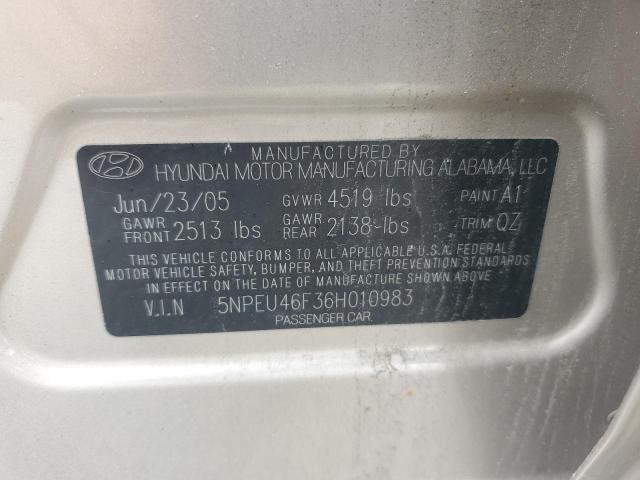 MANUFACTURED BY
HYUNDAI MOTOR MANUFACTURING ALABAMA, LLC
Jun/23/05 GVWR 4519 lbs PAINT A1
GAWR FRONT 2513 lbs GAWR REAR 2138 lbs TRIM QZ
THIS VEHICLE CONFORMS TO ALL APPLICABLE U.S.A. FEDERAL
MOTOR VEHICLE SAFETY, BUMPER, AND THEFT PREVENTION STANDARDS
IN EFFECT ON THE DATE OF MANUFACTURE SHOWN ABOVE.
V.I.N 5NPEU46F36H010983
PASSENGER CAR